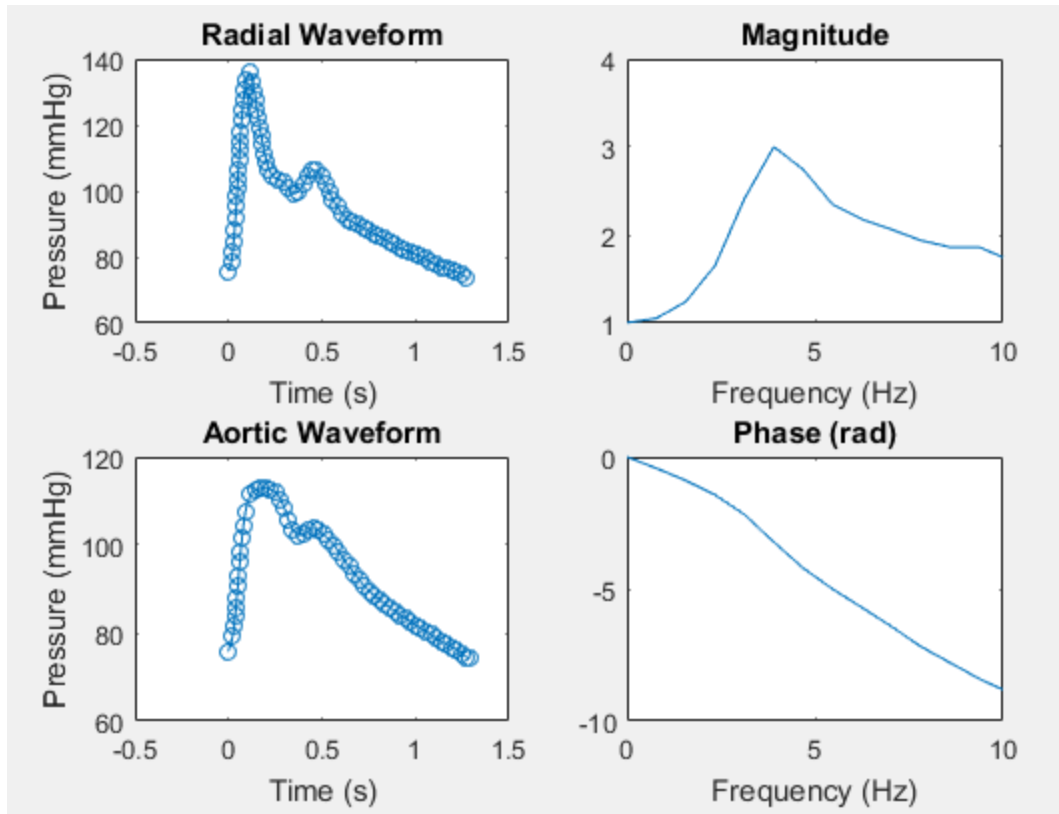 Radial Waveform
140
120
100
80
60
Pressure (mmHg)
-0.5 0 0.5 1 1.5
Time (s)
Magnitude
4
3
2
1
0 5 10
Frequency (Hz)
Aortic Waveform
120
100
80
60
Pressure (mmHg)
-0.5 0 0.5 1 1.5
Time (s)
Phase (rad)
0
-5
-10
0 5 10
Frequency (Hz)